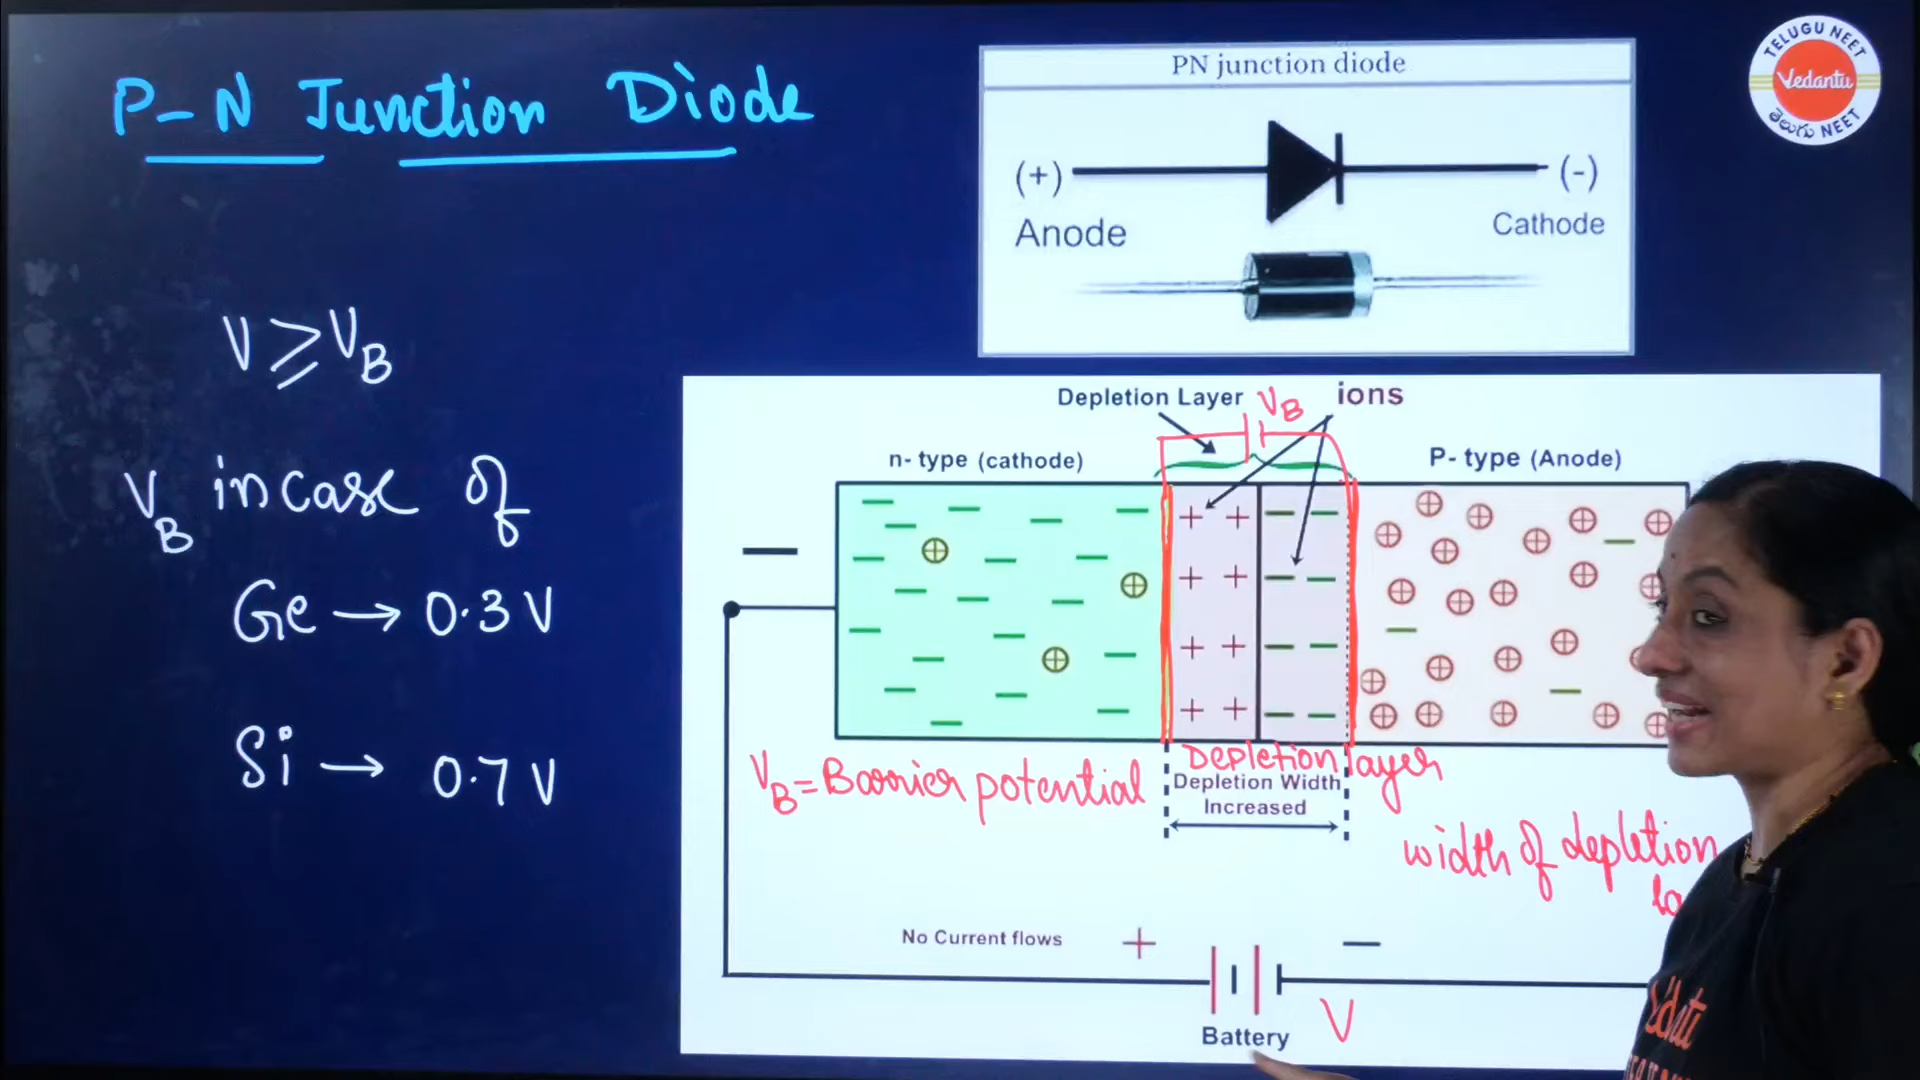 P-N Junction Diode
V ≥ VB
VB in case of
Ge → 0.3 V
Si → 0.7 V
PN junction diode
(+)
(-)
Anode
Cathode
TELUGU NEET
Vedantu
తెలుగు NEET
Depletion Layer
VB
ions
n- type (cathode)
P- type (Anode)
VB = Barrier potential
Depletion layer
Depletion Width
Increased
width of depletion
No Current flows
+
−
Battery
V